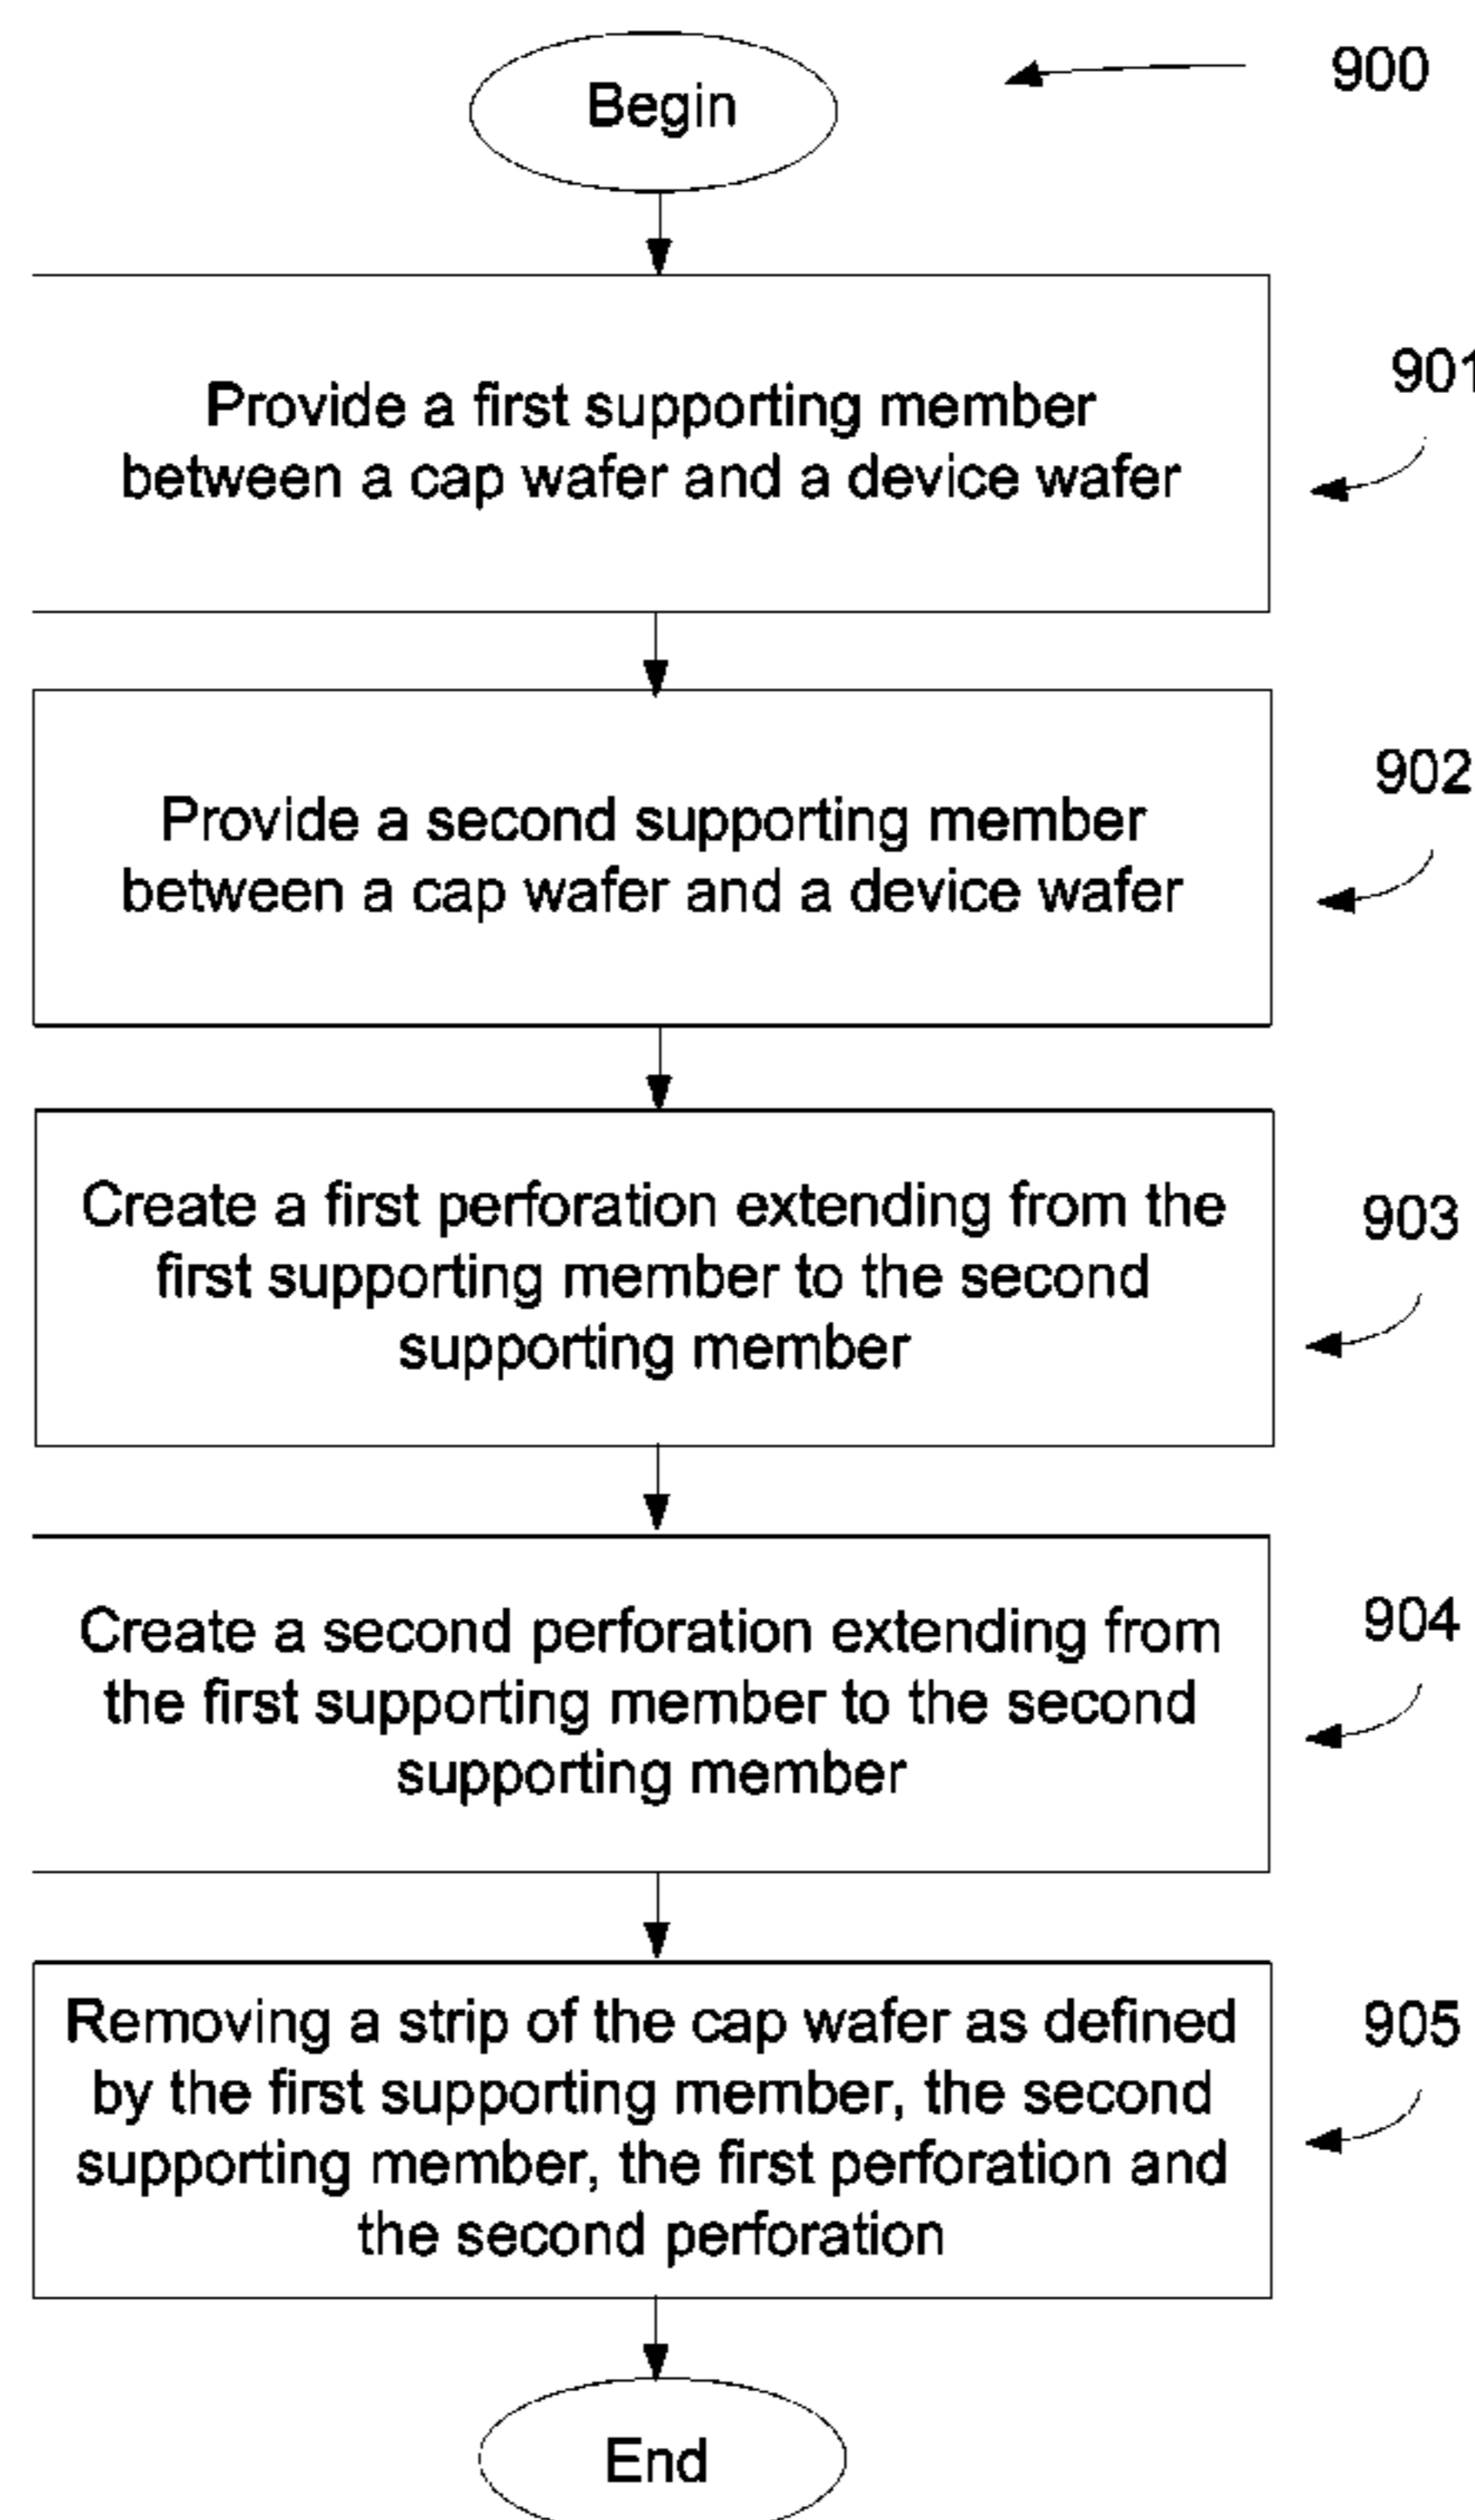 Begin
900
Provide a first supporting member
between a cap wafer and a device wafer
901
Provide a second supporting member
between a cap wafer and a device wafer
902
Create a first perforation extending from the
first supporting member to the second
supporting member
903
Create a second perforation extending from
the first supporting member to the second
supporting member
904
Removing a strip of the cap wafer as defined
by the first supporting member, the second
supporting member, the first perforation and
the second perforation
905
End